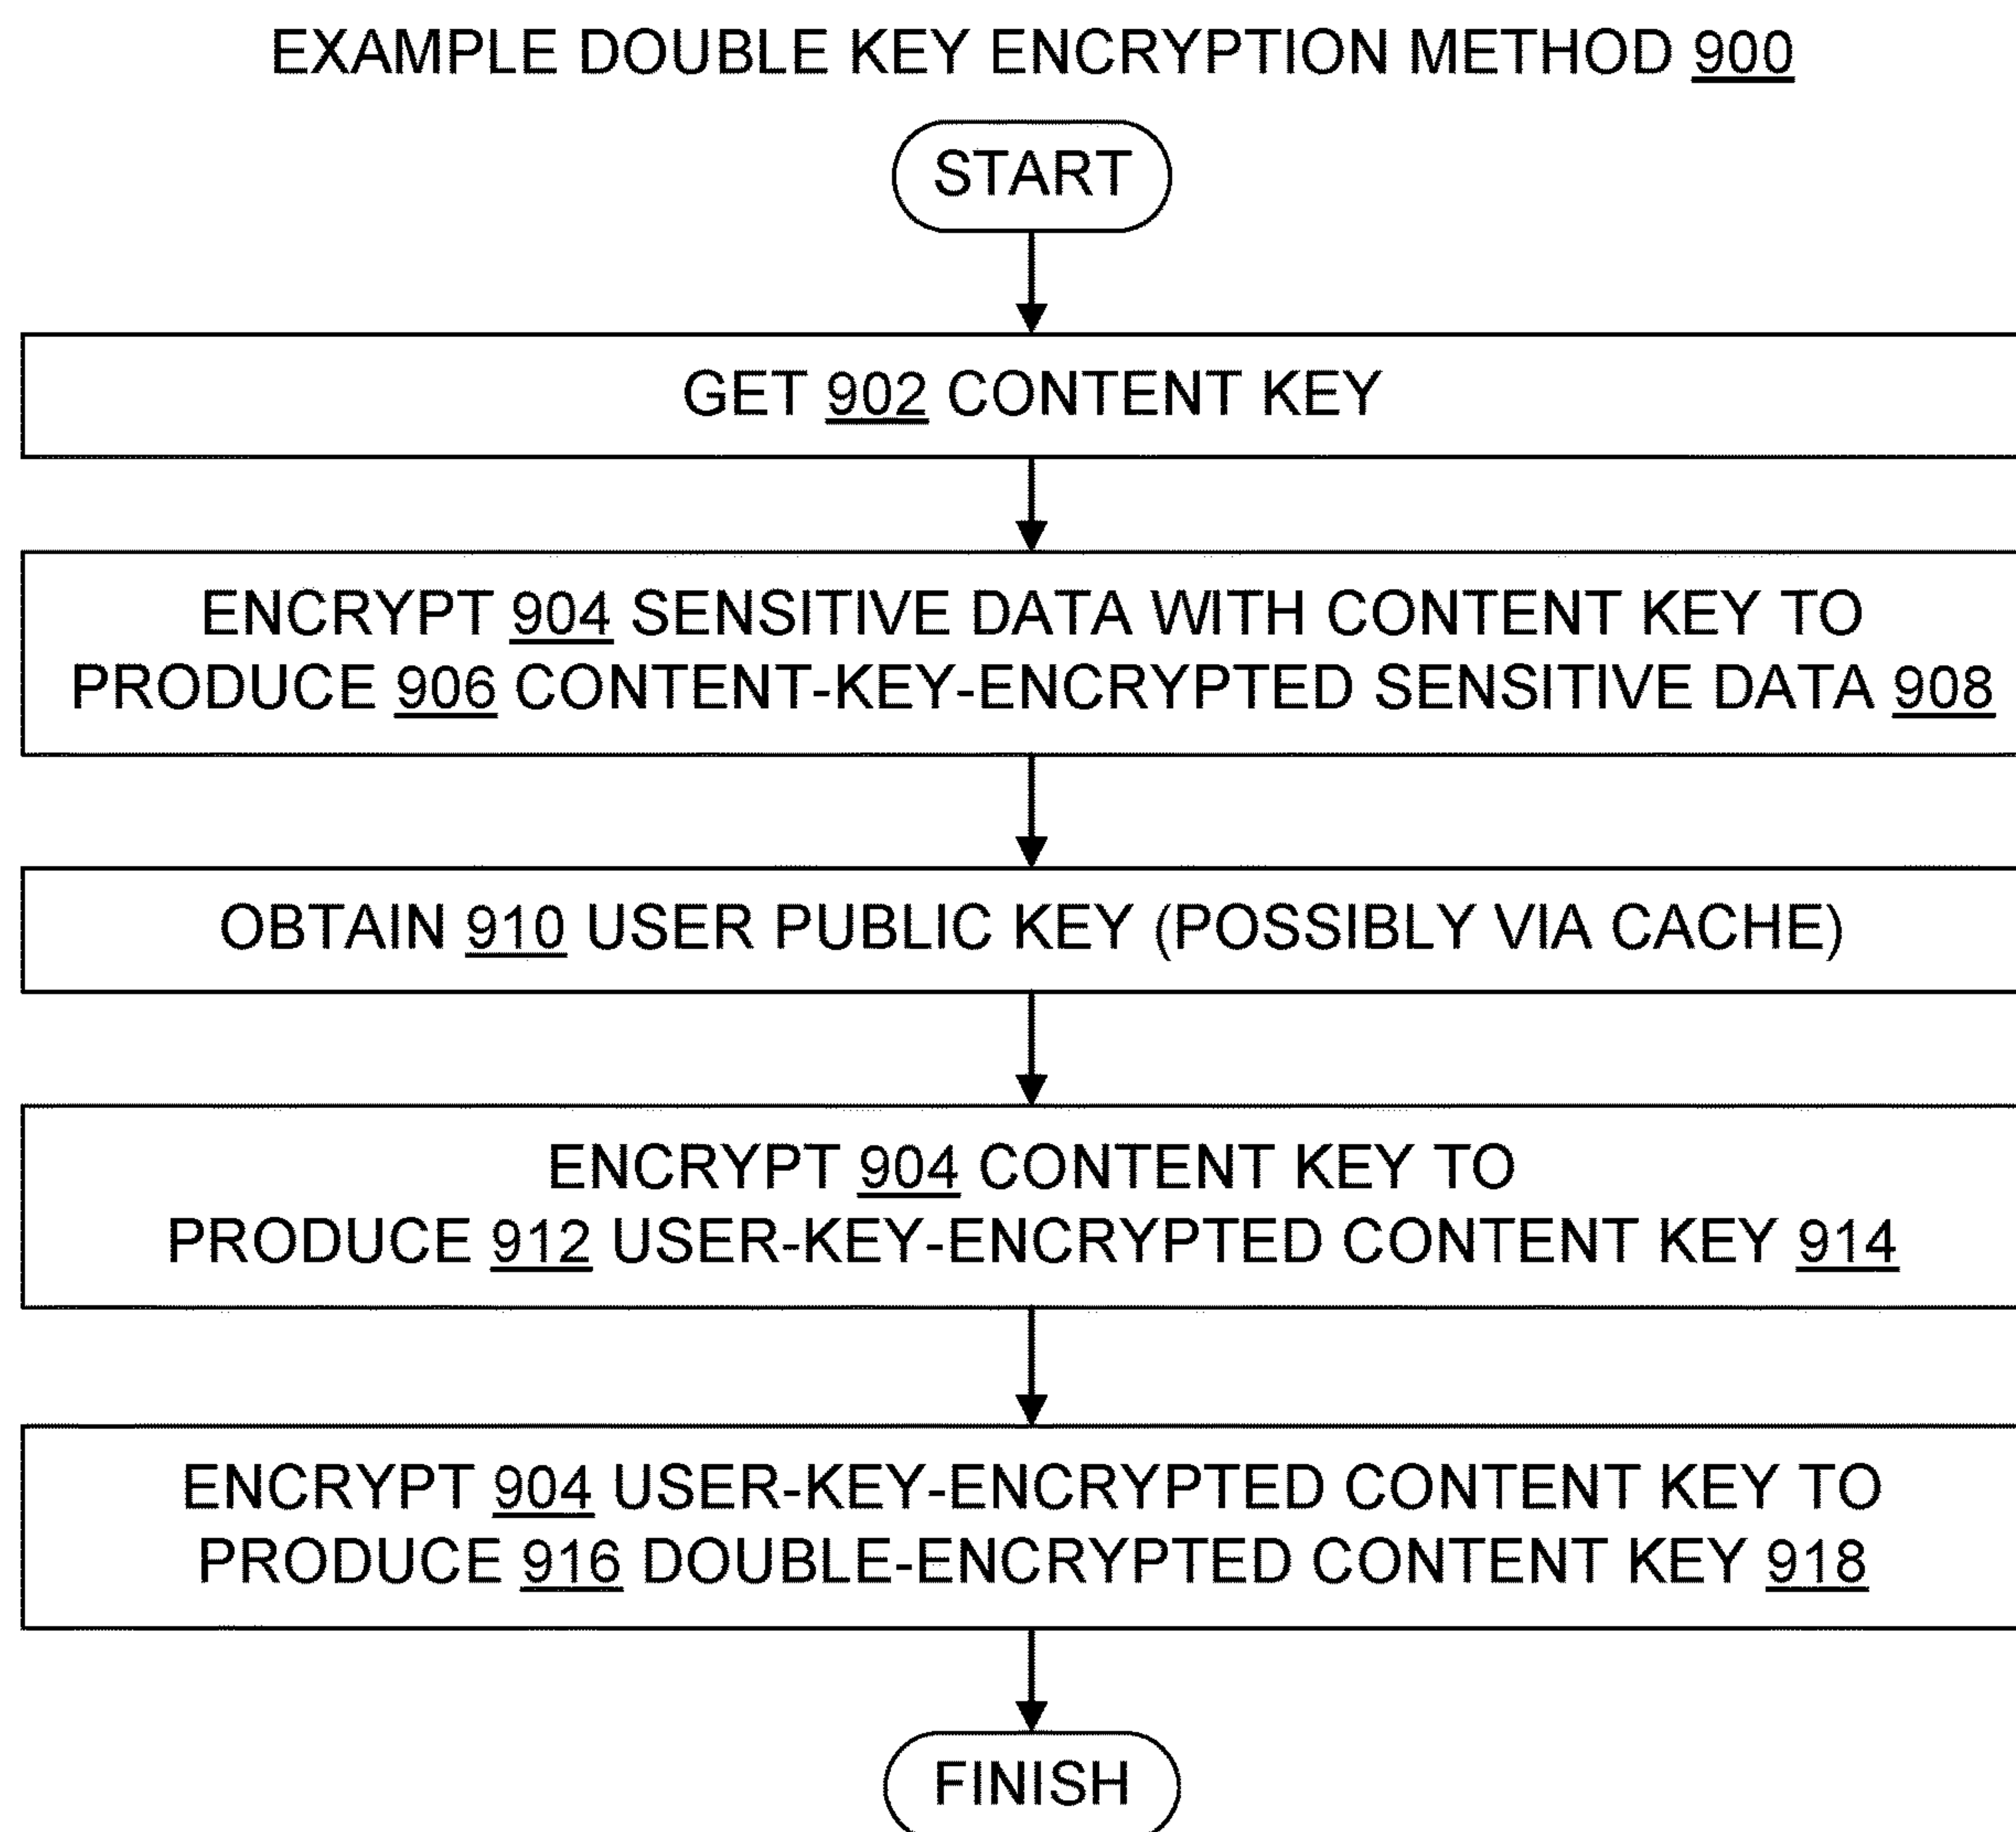 EXAMPLE DOUBLE KEY ENCRYPTION METHOD 900
START
GET 902 CONTENT KEY
ENCRYPT 904 SENSITIVE DATA WITH CONTENT KEY TO
PRODUCE 906 CONTENT-KEY-ENCRYPTED SENSITIVE DATA 908
OBTAIN 910 USER PUBLIC KEY (POSSIBLY VIA CACHE)
ENCRYPT 904 CONTENT KEY TO
PRODUCE 912 USER-KEY-ENCRYPTED CONTENT KEY 914
ENCRYPT 904 USER-KEY-ENCRYPTED CONTENT KEY TO
PRODUCE 916 DOUBLE-ENCRYPTED CONTENT KEY 918
FINISH